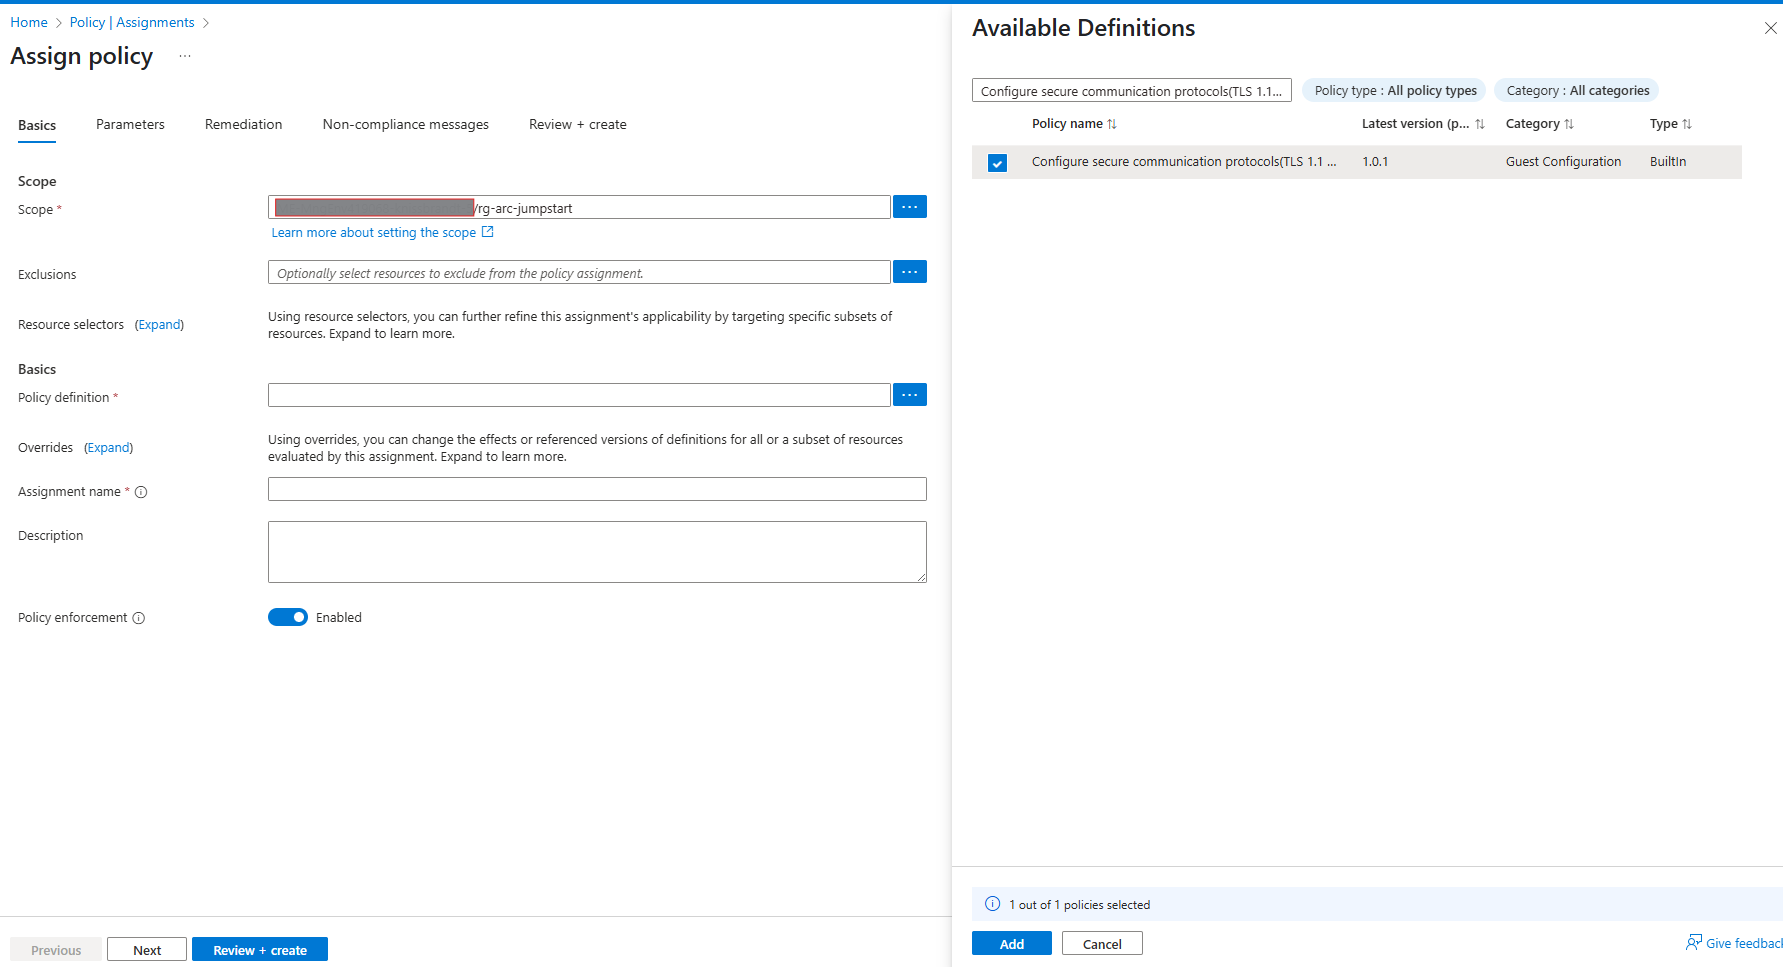 Home > Policy | Assignments >
Assign policy ...
Basics Parameters Remediation Non-compliance messages Review + create
Scope
Scope * /rg-arc-jumpstart ...
Learn more about setting the scope
Exclusions Optionally select resources to exclude from the policy assignment. ...
Resource selectors (Expand) Using resource selectors, you can further refine this assignment's applicability by targeting specific subsets of
resources. Expand to learn more.
Basics
Policy definition * ...
Overrides (Expand) Using overrides, you can change the effects or referenced versions of definitions for all or a subset of resources
evaluated by this assignment. Expand to learn more.
Assignment name *
Description
Policy enforcement Enabled
Previous Next Review + create
Available Definitions
Configure secure communication protocols(TLS 1.1... Policy type : All policy types Category : All categories
Policy name Latest version (p... Category Type
Configure secure communication protocols(TLS 1.1 ... 1.0.1 Guest Configuration BuiltIn
1 out of 1 policies selected
Add Cancel Give feedback